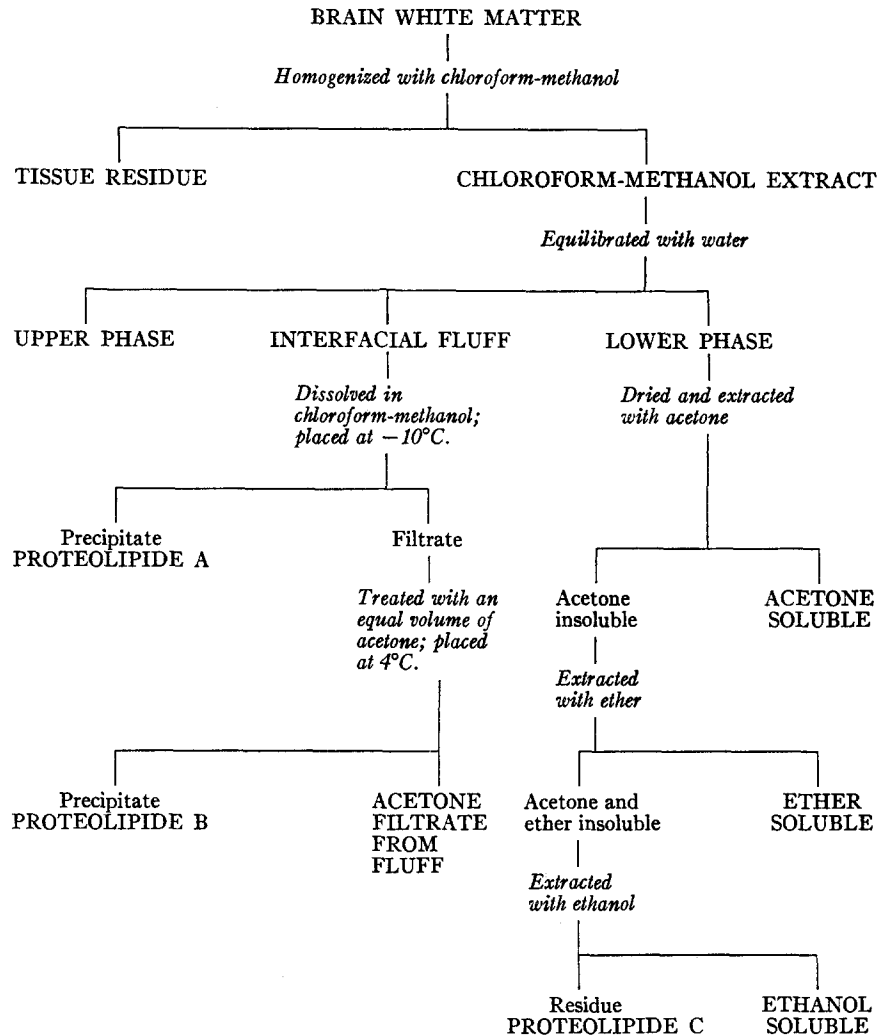 BRAIN WHITE MATTER
Homogenized with chloroform-methanol
TISSUE RESIDUE
CHLOROFORM-METHANOL EXTRACT
Equilibrated with water
UPPER PHASE
INTERFACIAL FLUFF
LOWER PHASE
Dissolved in
chloroform-methanol;
placed at −10°C.
Dried and extracted
with acetone
Precipitate
PROTEOLIPIDE A
Filtrate
Treated with an
equal volume of
acetone; placed
at 4°C.
Acetone
insoluble
ACETONE
SOLUBLE
Extracted
with ether
Precipitate
PROTEOLIPIDE B
ACETONE
FILTRATE
FROM
FLUFF
Acetone and
ether insoluble
ETHER
SOLUBLE
Extracted
with ethanol
Residue
PROTEOLIPIDE C
ETHANOL
SOLUBLE